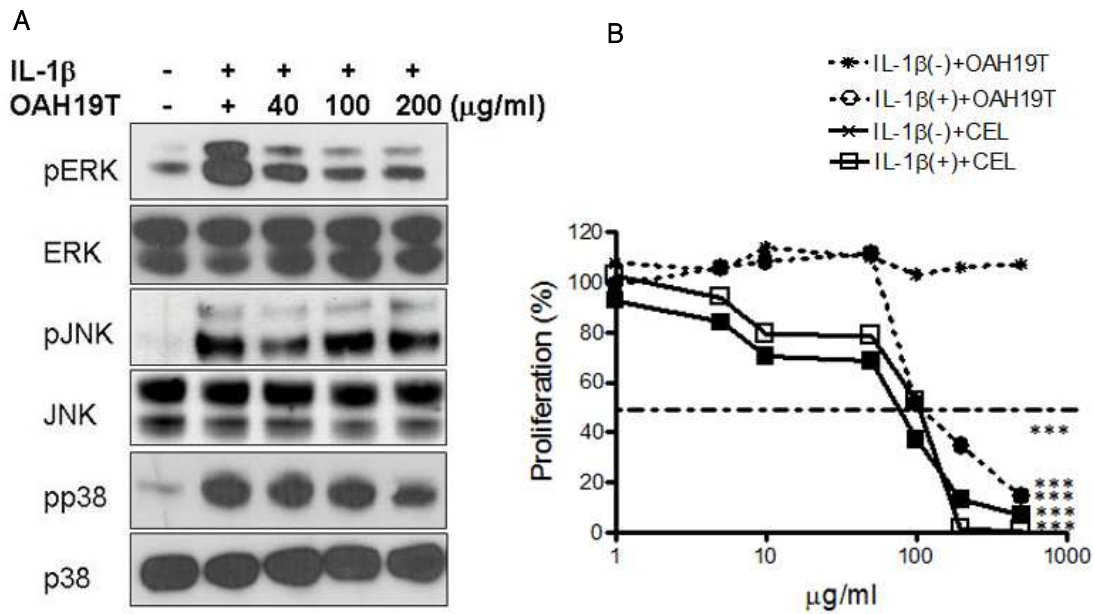 A
IL-1β - + + + +
OAH19T - + 40 100 200 (μg/ml)
pERK
ERK
pJNK
JNK
pp38
p38
B
IL-1β(-)+OAH19T
IL-1β(+)+OAH19T
IL-1β(-)+CEL
IL-1β(+)+CEL
Proliferation (%)
120
100
80
60
40
20
0
***
***
***
***
***
1 10 100 1000
μg/ml